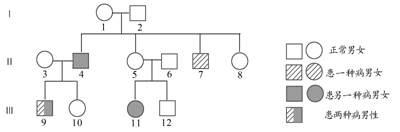 I
1 2
正常男女
II
3 4 5 6 7 8
患一种病男女
患另一种病男女
III
9 10 11 12
患两种病男性